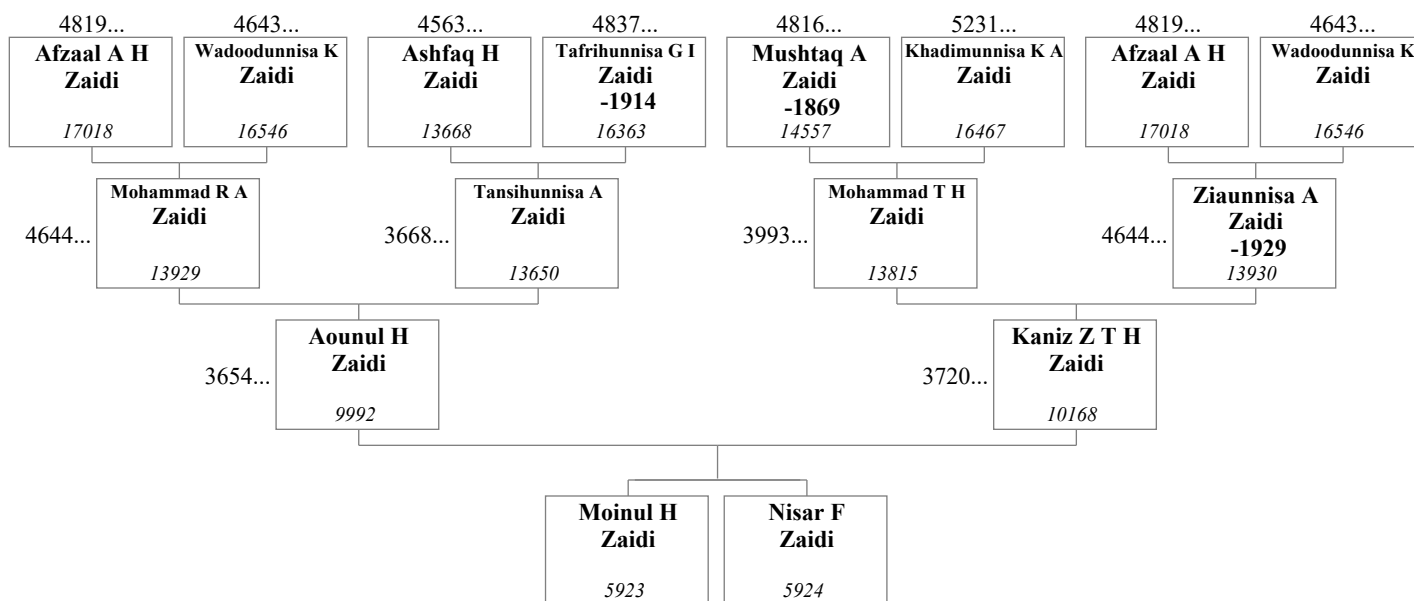 4819... 4643... 4563... 4837... 4816... 5231... 4819... 4643...
Afzaal A H
Zaidi
17018
Wadoodunnisa K
Zaidi
16546
Ashfaq H
Zaidi
13668
Tafrihunnisa G I
Zaidi
-1914
16363
Mushtaq A
Zaidi
-1869
14557
Khadimunnisa K A
Zaidi
16467
Afzaal A H
Zaidi
17018
Wadoodunnisa K
Zaidi
16546
4644...
Mohammad R A
Zaidi
13929
3668...
Tansihunnisa A
Zaidi
13650
3993...
Mohammad T H
Zaidi
13815
4644...
Ziaunnisa A
Zaidi
-1929
13930
3654...
Aounul H
Zaidi
9992
3720...
Kaniz Z T H
Zaidi
10168
Moinul H
Zaidi
5923
Nisar F
Zaidi
5924